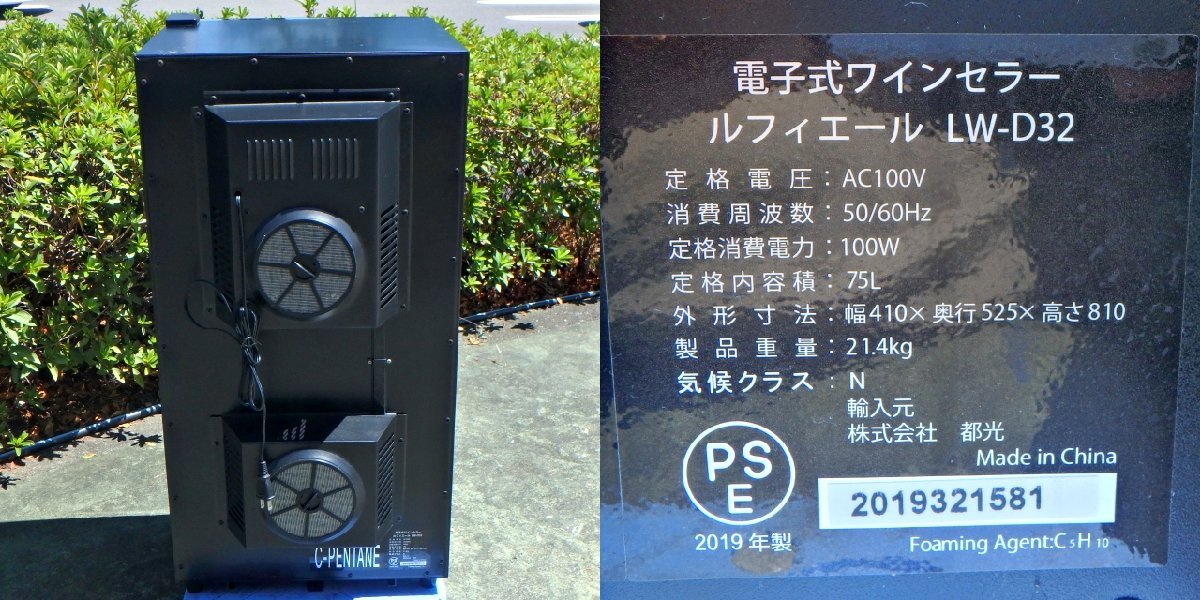 C-PENTANE
電子式ワインセラー
ルフィエール LW-D32
定格電圧：AC100V
消費周波数：50/60Hz
定格消費電力：100W
定格内容積：75L
外形寸法：幅410×奥行525×高さ810
製品重量：21.4kg
気候クラス：N
輸入元
株式会社 都光
Made in China
PSE
2019321581
2019年製
Foaming Agent:C5H10